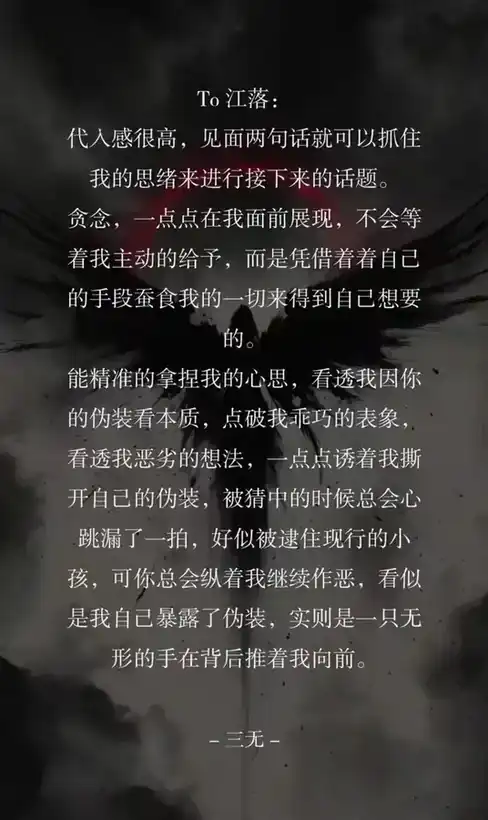 To 江落：
代入感很高，见面两句话就可以抓住
我的思绪来进行接下来的话题。
贪念，一点点在我面前展现，不会等
着我主动的给予，而是凭借着着自己
的手段蚕食我的一切来得到自己想要
的。
能精准的拿捏我的心思，看透我因你
的伪装看本质，点破我乖巧的表象，
看透我恶劣的想法，一点点诱着我撕
开自己的伪装，被猜中的时候总会心
跳漏了一拍，好似被逮住现行的小
孩，可你总会纵着我继续作恶，看似
是我自己暴露了伪装，实则是一只无
形的手在背后推着我向前。
– 三无 –